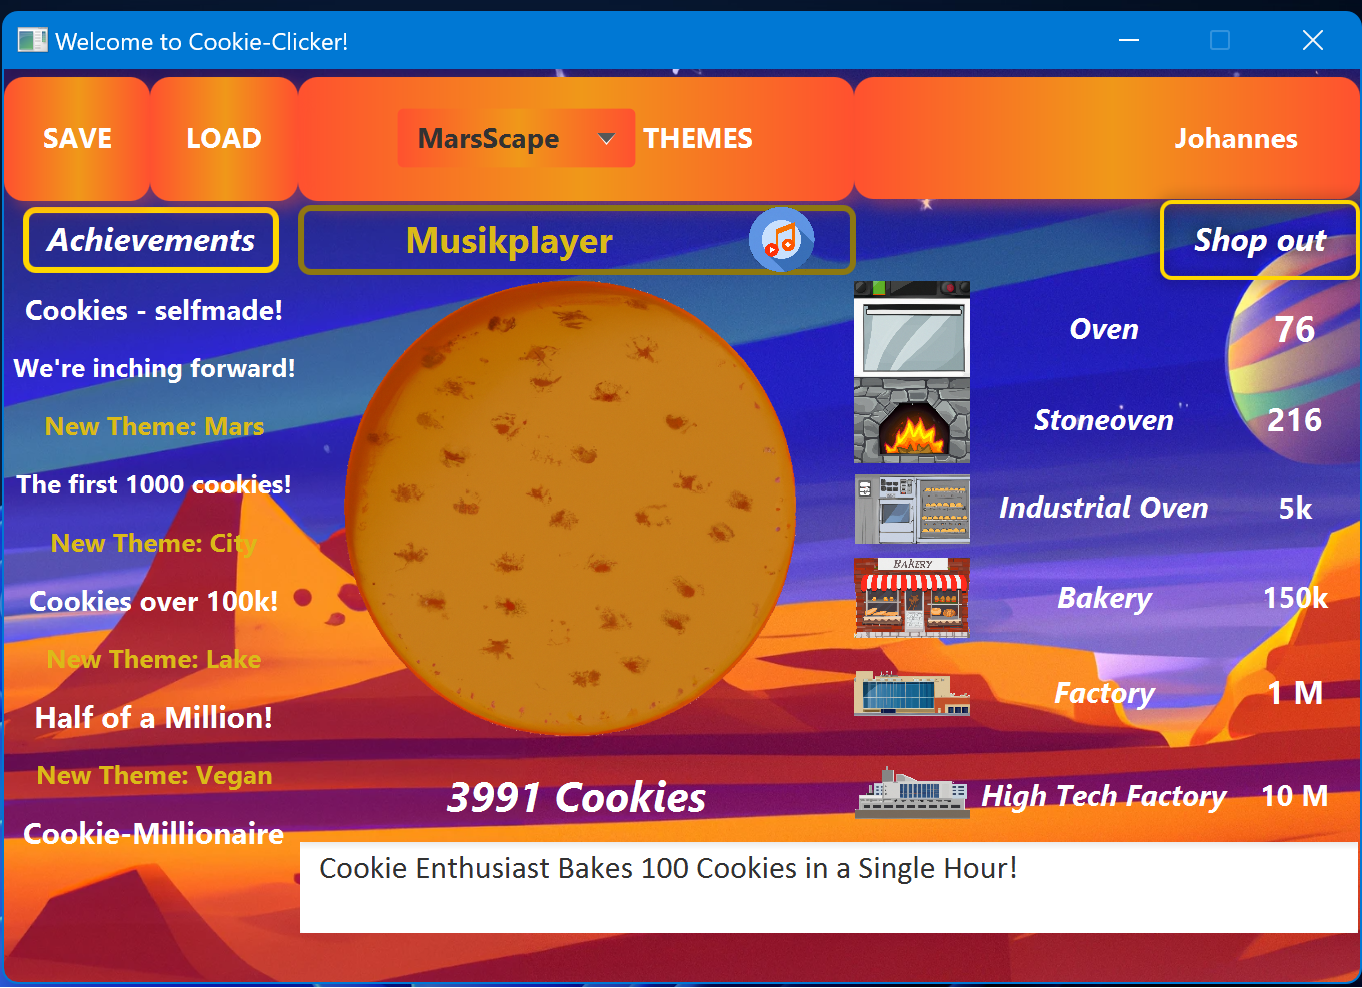 Welcome to Cookie-Clicker!
SAVE
LOAD
MarsScape
THEMES
Johannes
Achievements
Musikplayer
Shop out
Cookies - selfmade!
We're inching forward!
New Theme: Mars
The first 1000 cookies!
New Theme: City
Cookies over 100k!
New Theme: Lake
Half of a Million!
New Theme: Vegan
Cookie-Millionaire
3991 Cookies
Oven 76
Stoneoven 216
Industrial Oven 5k
BAKERY
Bakery 150k
Factory 1 M
High Tech Factory 10 M
Cookie Enthusiast Bakes 100 Cookies in a Single Hour!